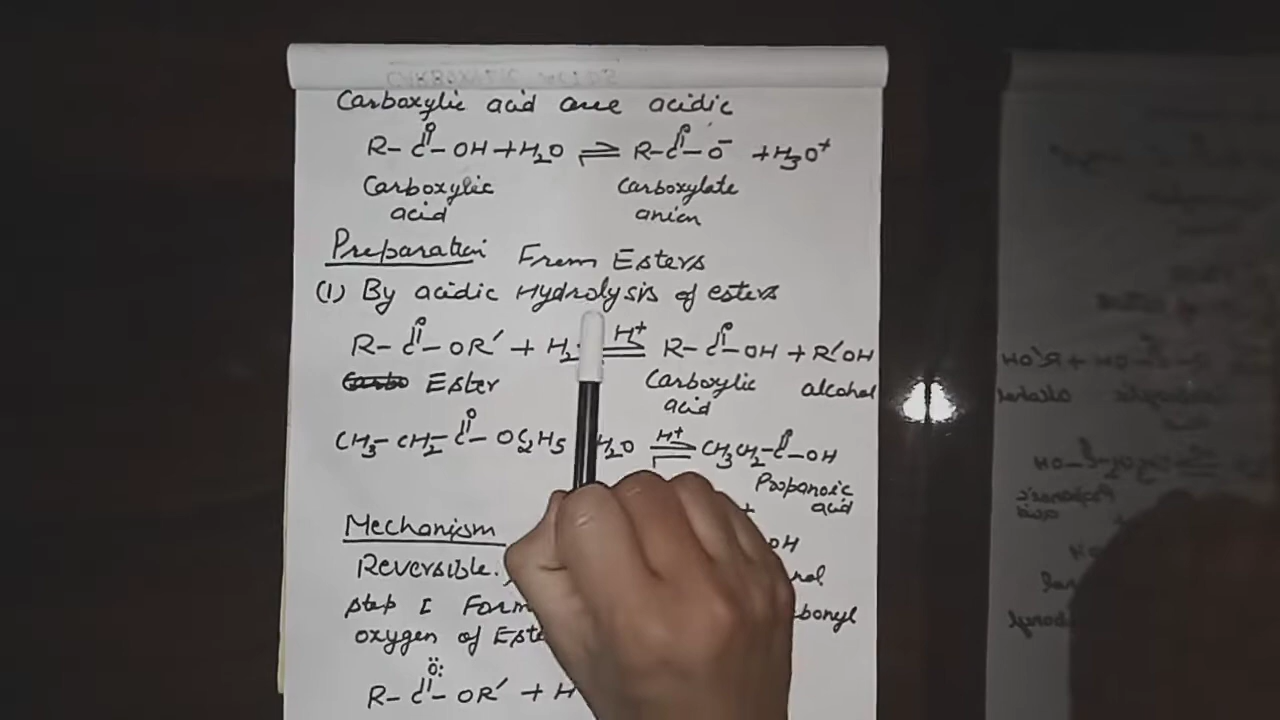 Carboxylic acid are acidic
O
R-C-OH + H2O ⇌ R-C-O⁻ + H3O⁺
Carboxylic Carboxylate
acid anion
Preparation From Esters
(1) By acidic Hydrolysis of esters
R-C-OR' + H2 H⁺ ⇌ R-C-OH + R'OH
Ester Carboxylic alcohol
acid
CH3-CH2-C-OC2H5 H2O H⁺ ⇌ CH3CH2-C-OH
Propanoic
acid
Mechanism OH
Reversible.
step I Form bonyl
oxygen of Este
Ö:
R-C-OR' + H